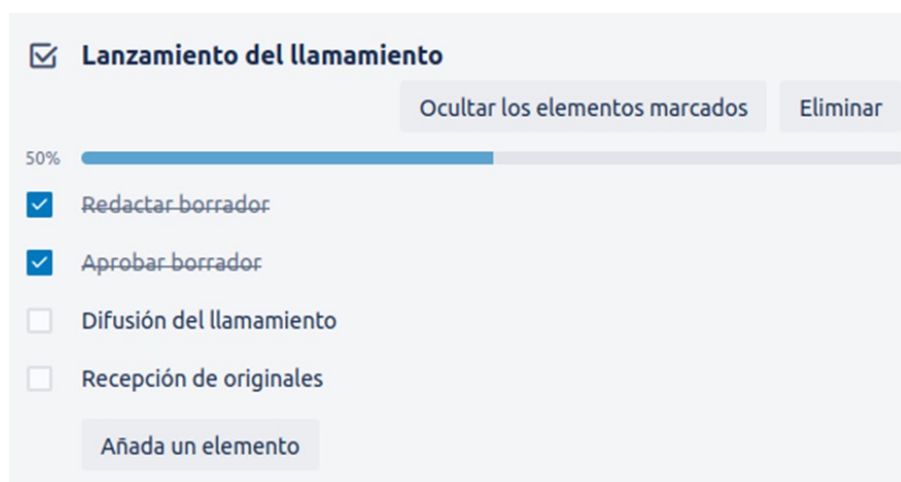 Lanzamiento del llamamiento
Ocultar los elementos marcados Eliminar
50%
Redactar borrador
Aprobar borrador
Difusión del llamamiento
Recepción de originales
Añada un elemento